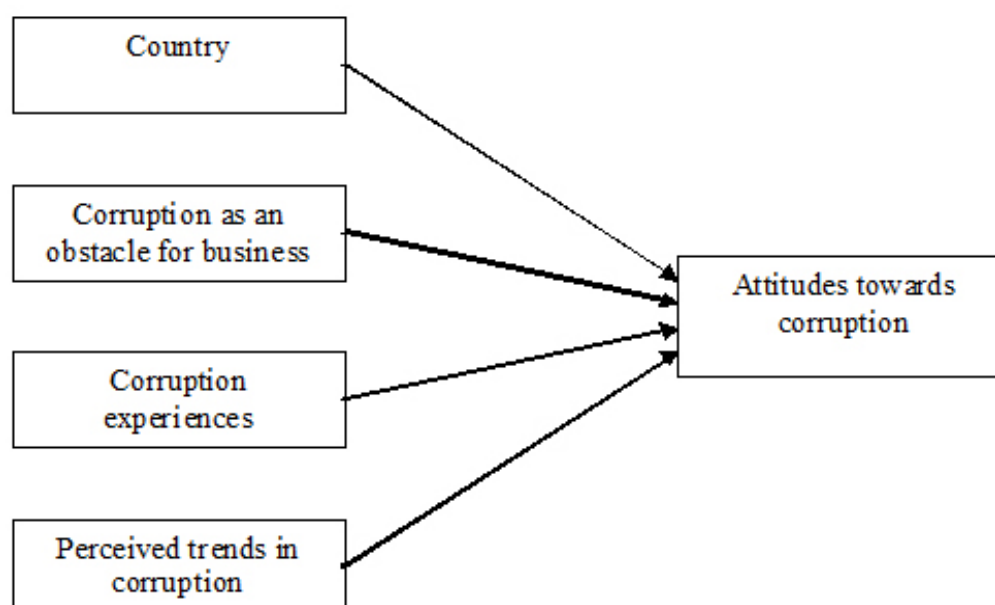 Country
Corruption as an
obstacle for business
Attitudes towards
corruption
Corruption
experiences
Perceived trends in
corruption